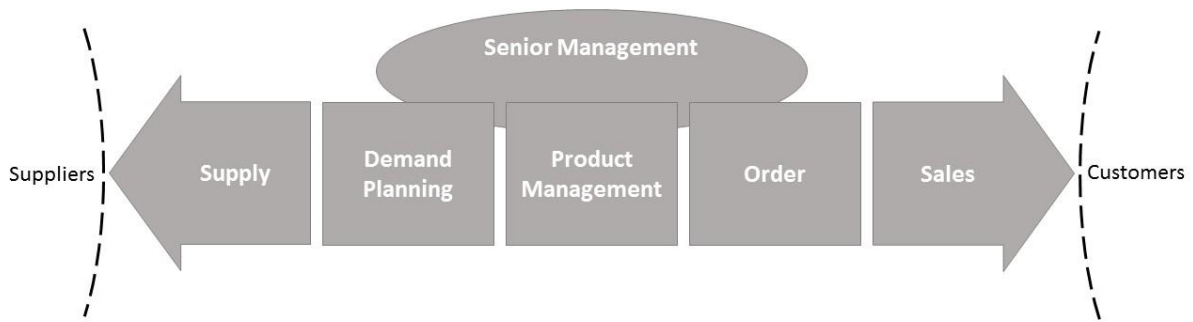 Senior Management
Suppliers
Supply
Demand
Planning
Product
Management
Order
Sales
Customers